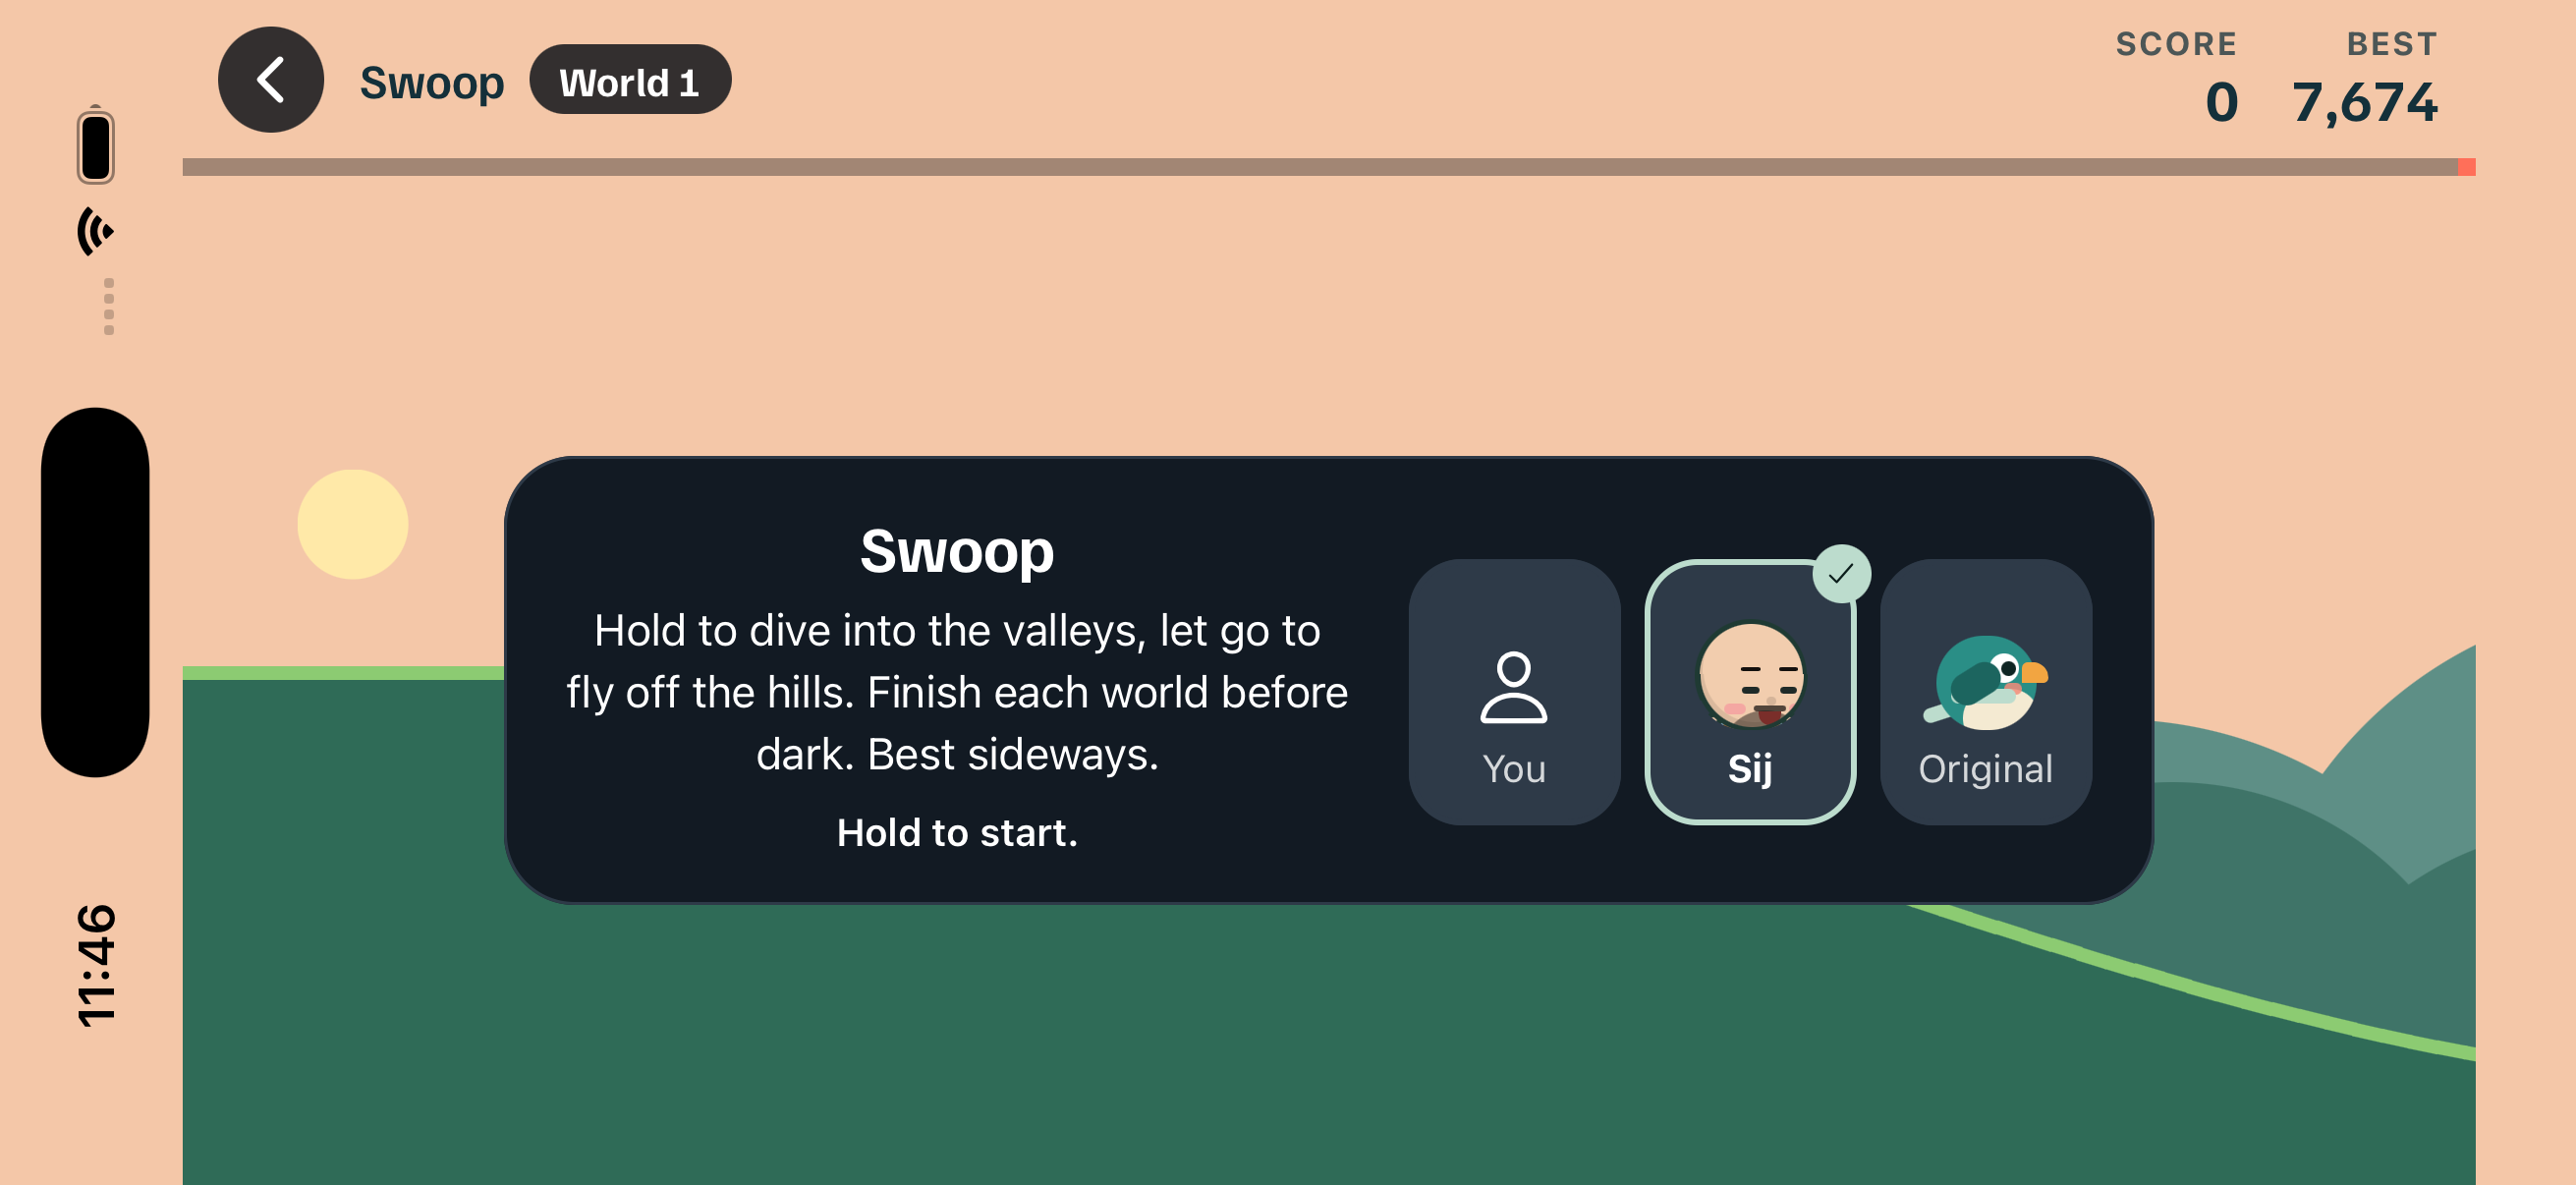 Swoop
World 1
SCORE
BEST
0
7,674
11:46
Swoop
Hold to dive into the valleys, let go to
fly off the hills. Finish each world before
dark. Best sideways.
Hold to start.
You
Sij
Original